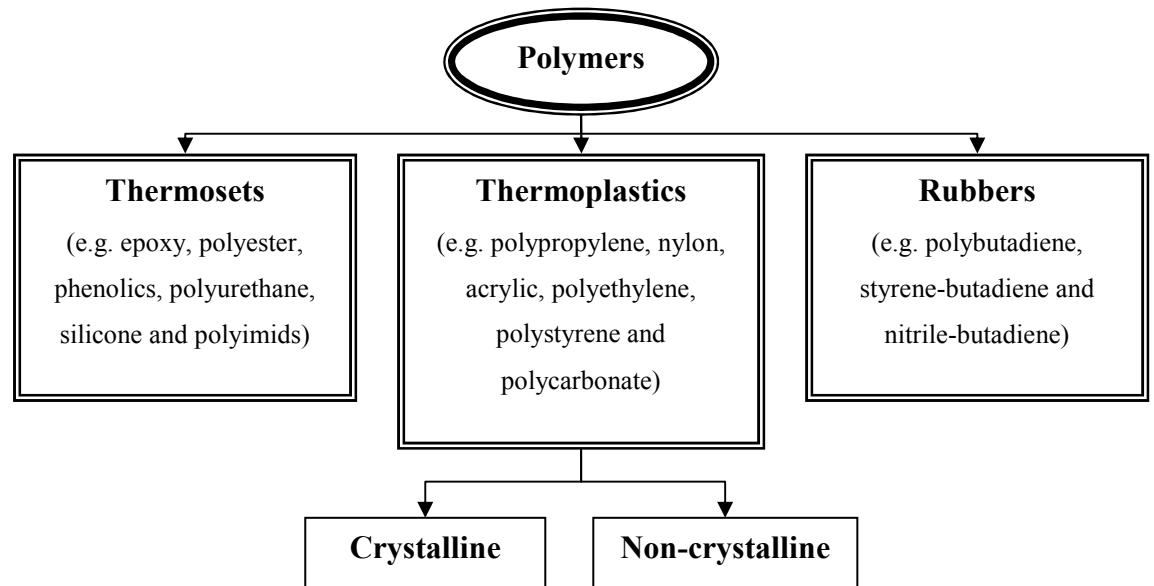 Polymers
Thermosets
(e.g. epoxy, polyester,
phenolics, polyurethane,
silicone and polyimids)
Thermoplastics
(e.g. polypropylene, nylon,
acrylic, polyethylene,
polystyrene and
polycarbonate)
Rubbers
(e.g. polybutadiene,
styrene-butadiene and
nitrile-butadiene)
Crystalline
Non-crystalline